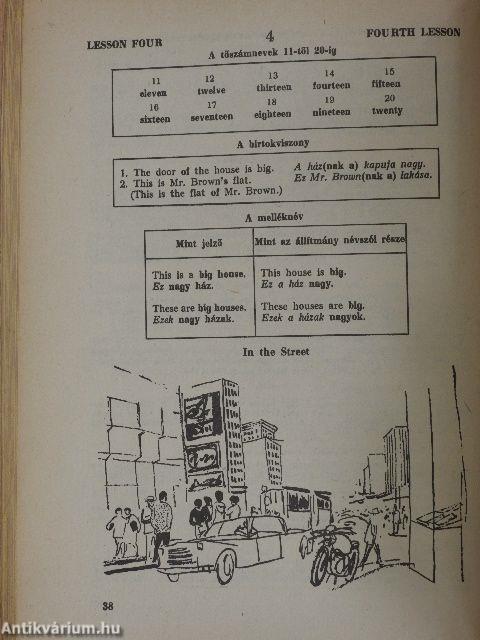 LESSON FOUR 4 FOURTH LESSON
A tőszámnevek 11-től 20-ig
11 12 13 14 15
eleven twelve thirteen fourteen fifteen
16 17 18 19 20
sixteen seventeen eighteen nineteen twenty
A birtokviszony
1. The door of the house is big. A ház(nak a) kapuja nagy.
2. This is Mr. Brown's flat. Ez Mr. Brown(nak a) lakása.
(This is the flat of Mr. Brown.)
A melléknév
Mint jelző Mint az állítmány névszói része
This is a big house. This house is big.
Ez nagy ház. Ez a ház nagy.
These are big houses. These houses are big.
Ezek nagy házak. Ezek a házak nagyok.
In the Street
38
Antikvárium.hu